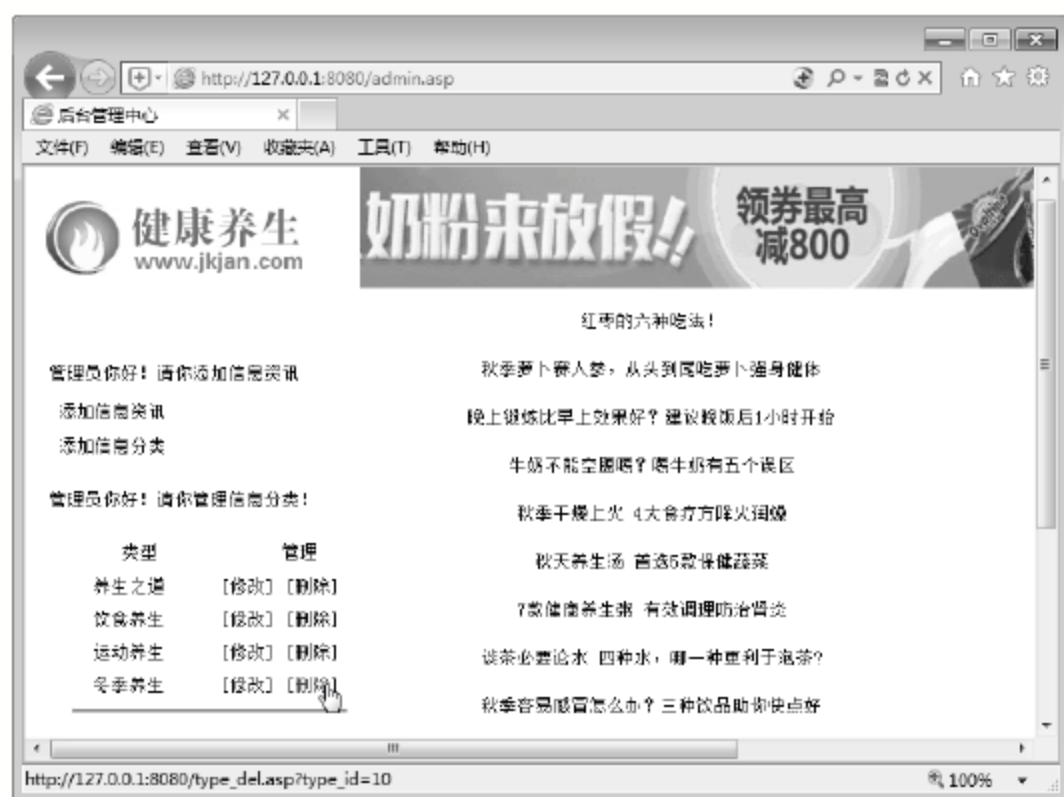 http://127.0.0.1:8080/admin.asp
后台管理中心
文件(F) 编辑(E) 查看(V) 收藏夹(A) 工具(T) 帮助(H)
健康养生
www.jkjan.com
奶粉来放假!!
领券最高
减800
管理员你好！请你添加信息资讯
添加信息资讯
添加信息分类
管理员你好！请你管理信息分类！
类型 管理
养生之道 [修改] [删除]
饮食养生 [修改] [删除]
运动养生 [修改] [删除]
冬季养生 [修改] [删除]
红枣的六种吃法！
秋季萝卜赛人参，从头到尾吃萝卜强身健体
晚上锻炼比早上效果好？建议晚饭后1小时开始
牛奶不能空腹喝？喝牛奶有五个误区
秋季干燥上火 4大食疗方降火润燥
秋天养生汤 首选5款保健蔬菜
7款健康养生粥 有效调理防治肾炎
谈茶必要论水 四种水，哪一种更利于泡茶?
秋季容易感冒怎么办？三种饮品助你快点好
http://127.0.0.1:8080/type_del.asp?type_id=10
100%